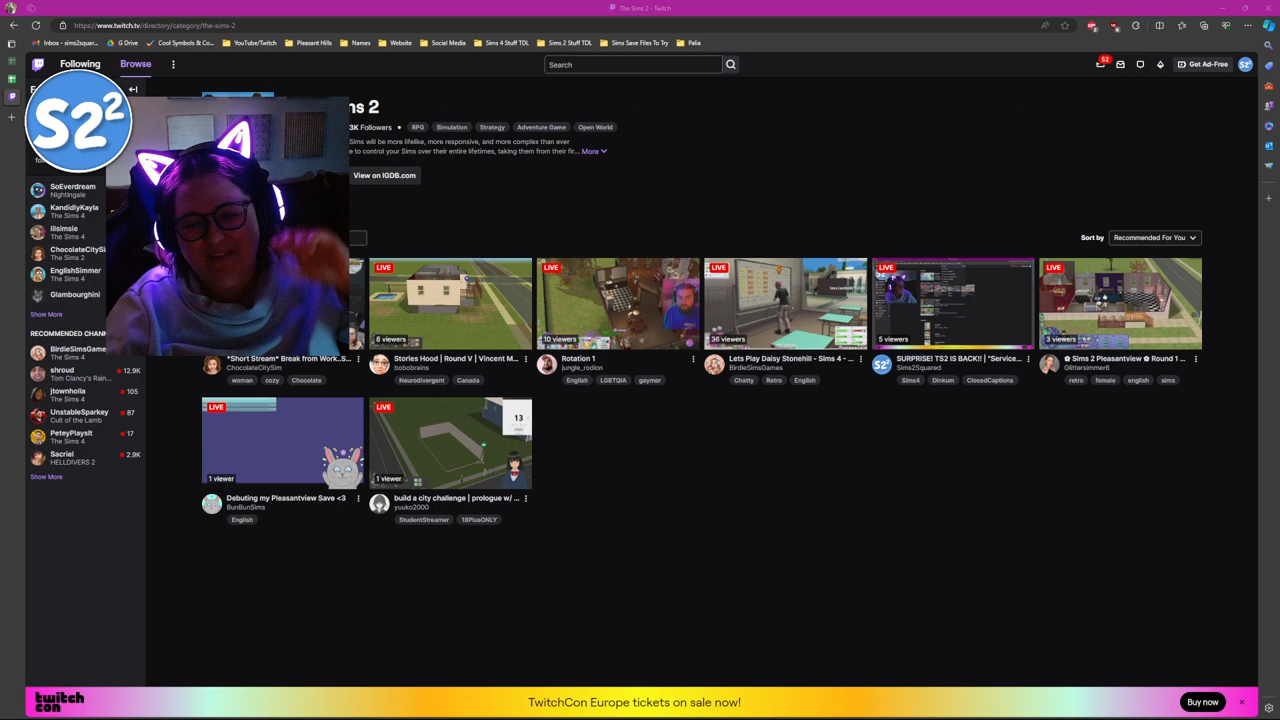 The Sims 2 - Twitch
https://www.twitch.tv/directory/category/the-sims-2
Inbox - sims2squar...
G Drive
Cool Symbols & Co...
YouTube/Twitch
Pleasant Hills
Names
Website
Social Media
Sims 4 Stuff TDL
Sims 2 Stuff TDL
Sims Save Files To Try
Palia
Following
Browse
Search
52
Get Ad-Free
S2²
S2²
ms 2
3K Followers • RPG Simulation Strategy Adventure Game Open World
Sims will be more lifelike, more responsive, and more complex than ever
e to control your Sims over their entire lifetimes, taking them from their fir... More
View on IGDB.com
Sort by Recommended For You
SoEverdream
Nightingale
KandidlyKayla
The Sims 4
lilsimsie
The Sims 4
ChocolateCitySi
The Sims 2
EnglishSimmer
The Sims 4
Glambourghini
Show More
RECOMMENDED CHANN
BirdieSimsGames
The Sims 4
shroud 12.9K
Tom Clancy's Rain...
jtownhoila 105
The Sims 4
UnstableSparkey 87
Cult of the Lamb
PeteyPlaysIt 17
The Sims 4
Sacriel 2.9K
HELLDIVERS 2
Show More
*Short Stream* Break from Work...S...
ChocolateCitySim
woman cozy Chocolate
LIVE
8 viewers
Stories Hood | Round V | Vincent M...
bobobrains
Neurodivergent Canada
LIVE
10 viewers
Rotation 1
jungle_rodion
English LGBTQIA gaymer
LIVE
36 viewers
Lets Play Daisy Stonehill - Sims 4 - ...
BirdieSimsGames
Chatty Retro English
LIVE
5 viewers
S2²
SURPRISE! TS2 IS BACK!! | "Service...
Sims2Squared
Sims4 Dinkum ClosedCaptions
LIVE
3 viewers
✿ Sims 2 Pleasantview ✿ Round 1 ...
Glittersimmer6
retro female english sims
LIVE
1 viewer
Debuting my Pleasantview Save <3
BunBunSims
English
LIVE
13
1 viewer
build a city challenge | prologue w/ ...
yuuko2000
StudentStreamer 18PlusONLY
twitch
con
TwitchCon Europe tickets on sale now!
Buy now